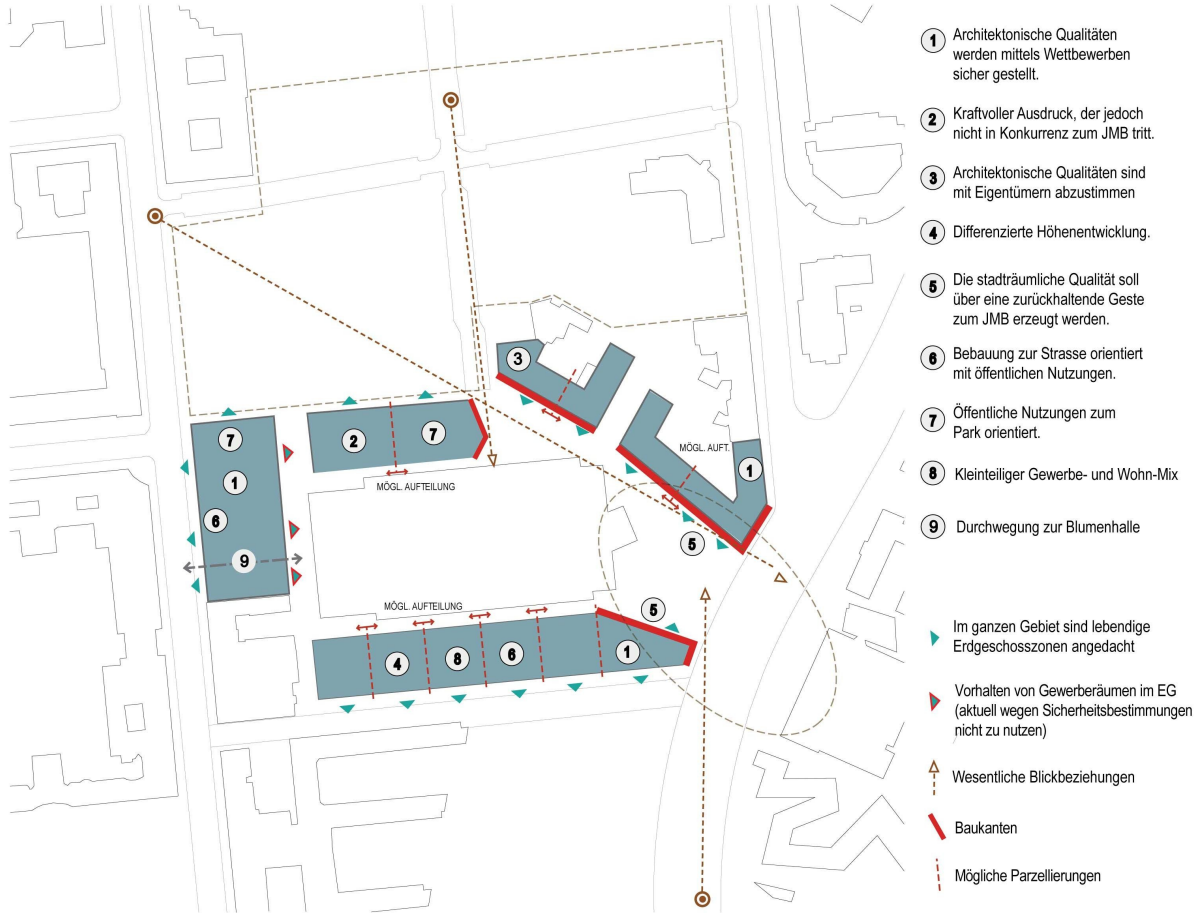 1 Architektonische Qualitäten
werden mittels Wettbewerben
sicher gestellt.
2 Kraftvoller Ausdruck, der jedoch
nicht in Konkurrenz zum JMB tritt.
3 Architektonische Qualitäten sind
mit Eigentümern abzustimmen
4 Differenzierte Höhenentwicklung.
5 Die stadträumliche Qualität soll
über eine zurückhaltende Geste
zum JMB erzeugt werden.
6 Bebauung zur Strasse orientiert
mit öffentlichen Nutzungen.
7 Öffentliche Nutzungen zum
Park orientiert.
8 Kleinteiliger Gewerbe- und Wohn-Mix
9 Durchwegung zur Blumenhalle
Im ganzen Gebiet sind lebendige
Erdgeschosszonen angedacht
Vorhalten von Gewerberäumen im EG
(aktuell wegen Sicherheitsbestimmungen
nicht zu nutzen)
Wesentliche Blickbeziehungen
Baukanten
Mögliche Parzellierungen
3
7
2
7
MÖGL. AUFT.
1
1
MÖGL. AUFTEILUNG
6
5
9
MÖGL. AUFTEILUNG
5
4
8
6
1